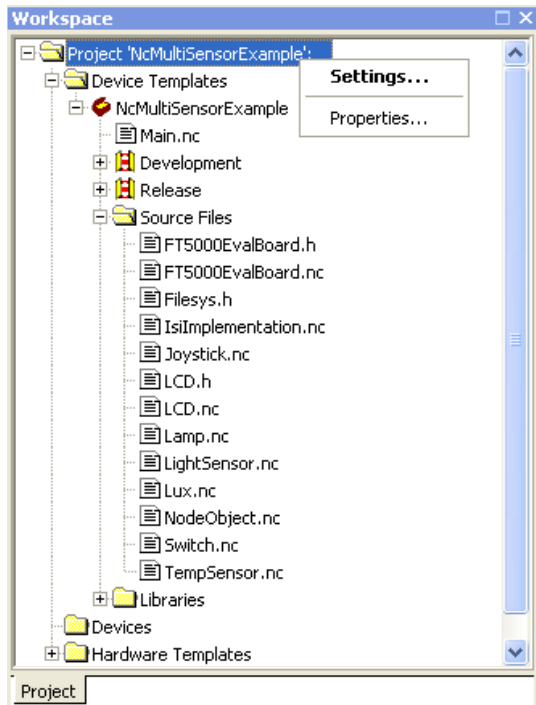 Workspace
Project 'NcMultiSensorExample':
Settings...
Device Templates
NcMultiSensorExample
Properties...
Main.nc
Development
Release
Source Files
FT5000EvalBoard.h
FT5000EvalBoard.nc
Filesys.h
IsiImplementation.nc
Joystick.nc
LCD.h
LCD.nc
Lamp.nc
LightSensor.nc
Lux.nc
NodeObject.nc
Switch.nc
TempSensor.nc
Libraries
Devices
Hardware Templates
Project